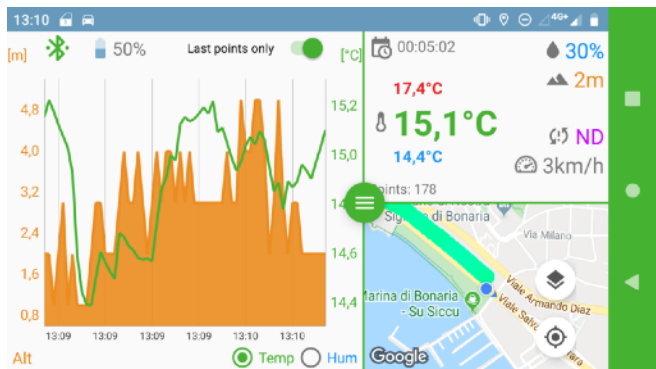 13:10
4G+
[m]
50%
Last points only
[°C]
4,8
4,0
3,2
2,4
1,6
0,8
15,2
15,0
14,6
14,4
13:09
13:09
13:09
13:09
13:10
13:10
Alt
Temp
Hum
00:05:02
30%
17,4°C
2m
15,1°C
ND
14,4°C
3km/h
Points: 178
di Bonaria
Via Milano
Marina di Bonaria
- Su Siccu
Viale Armando Diaz
Viale
Google